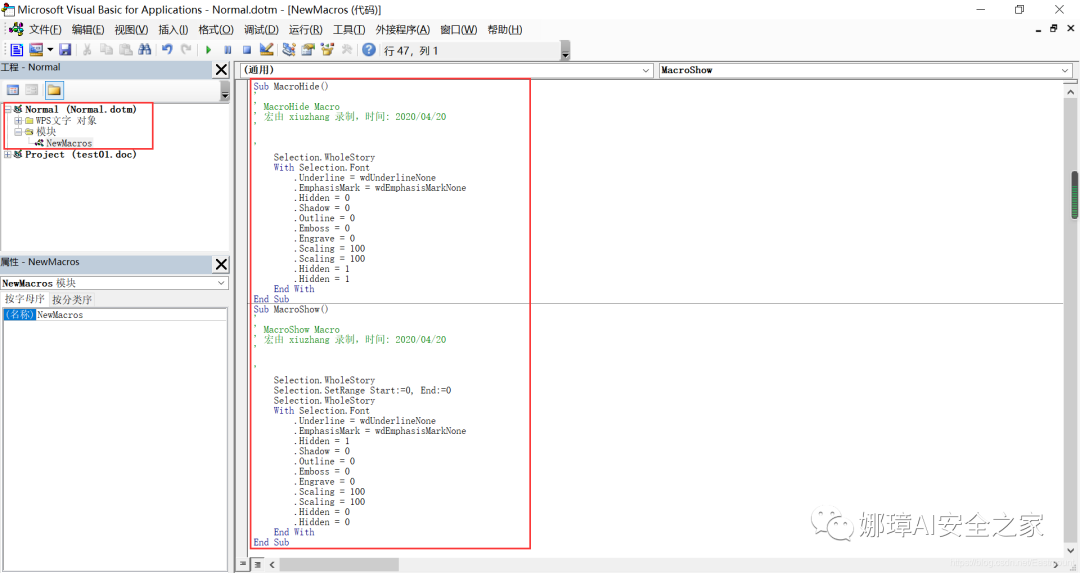 Microsoft Visual Basic for Applications - Normal.dotm - [NewMacros (代码)]
文件(F) 编辑(E) 视图(V) 插入(I) 格式(O) 调试(D) 运行(R) 工具(T) 外接程序(A) 窗口(W) 帮助(H)
行 47, 列 1
工程 - Normal
(通用)
MacroShow
Normal (Normal.dotm)
WPS文字 对象
模块
NewMacros
Project (test01.doc)
属性 - NewMacros
NewMacros 模块
按字母序 按分类序
(名称) NewMacros
Sub MacroHide()
'
' MacroHide Macro
' 宏由 xiuzhang 录制，时间: 2020/04/20
'
'
Selection.WholeStory
With Selection.Font
.Underline = wdUnderlineNone
.EmphasisMark = wdEmphasisMarkNone
.Hidden = 0
.Shadow = 0
.Outline = 0
.Emboss = 0
.Engrave = 0
.Scaling = 100
.Scaling = 100
.Hidden = 1
.Hidden = 1
End With
End Sub
Sub MacroShow()
'
' MacroShow Macro
' 宏由 xiuzhang 录制，时间: 2020/04/20
'
'
Selection.WholeStory
Selection.SetRange Start:=0, End:=0
Selection.WholeStory
With Selection.Font
.Underline = wdUnderlineNone
.EmphasisMark = wdEmphasisMarkNone
.Hidden = 1
.Shadow = 0
.Outline = 0
.Emboss = 0
.Engrave = 0
.Scaling = 100
.Scaling = 100
.Hidden = 0
.Hidden = 0
End With
End Sub
娜璋AI安全之家